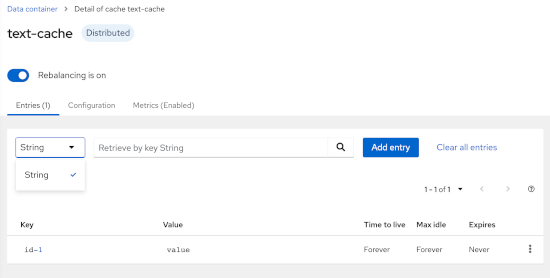 Data container > Detail of cache text-cache
text-cache Distributed
Rebalancing is on
Entries (1) Configuration Metrics (Enabled)
String Retrieve by key String Add entry Clear all entries
String
1 - 1 of 1
Key Value Time to live Max idle Expires
id-1 value Forever Forever Never